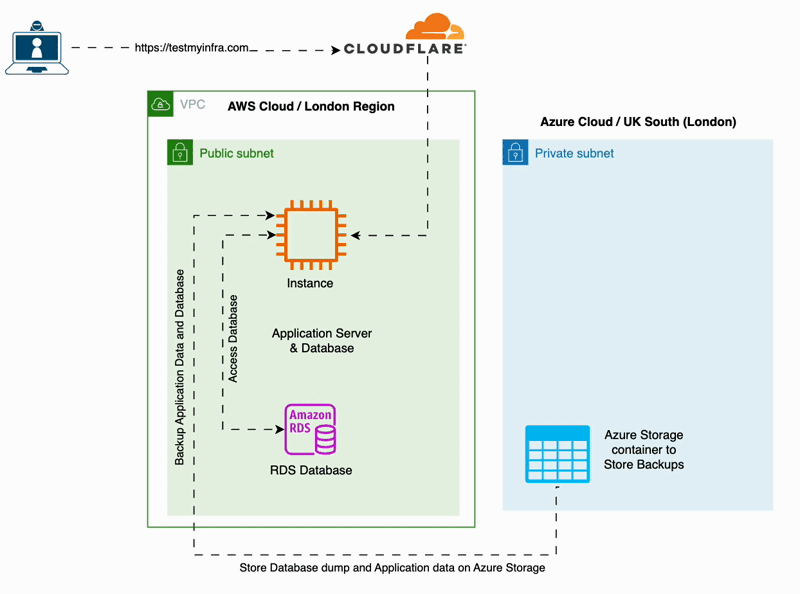 https://testmyinfra.com
CLOUDFLARE
VPC
AWS Cloud / London Region
Public subnet
Instance
Application Server
& Database
Access Database
Backup Application Data and Database
Amazon
RDS
RDS Database
Azure Cloud / UK South (London)
Private subnet
Azure Storage
container to
Store Backups
Store Database dump and Application data on Azure Storage